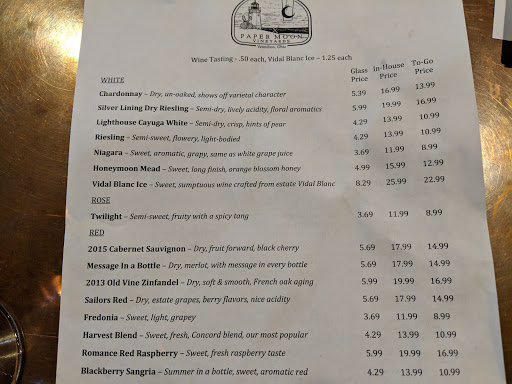 PAPER MOON
VINEYARDS
Vermilion, Ohio
Wine Tasting - .50 each, Vidal Blanc Ice – 1.25 each
Glass Price In-House Price To-Go Price
WHITE
Chardonnay – Dry, un-oaked, shows off varietal character 5.39 16.99 13.99
Silver Lining Dry Riesling – Semi-dry, lively acidity, floral aromatics 5.99 19.99 16.99
Lighthouse Cayuga White – Semi-dry, crisp, hints of pear 4.29 13.99 10.99
Riesling – Semi-sweet, flowery, light-bodied 4.29 13.99 10.99
Niagara – Sweet, aromatic, grapy, same as white grape juice 3.69 11.99 8.99
Honeymoon Mead – Sweet, long finish, orange blossom honey 4.99 15.99 12.99
Vidal Blanc Ice – Sweet, sumptuous wine crafted from estate Vidal Blanc 8.29 25.99 22.99
ROSE
Twilight – Semi-sweet, fruity with a spicy tang 3.69 11.99 8.99
RED
2015 Cabernet Sauvignon – Dry, fruit forward, black cherry 5.69 17.99 14.99
Message In a Bottle – Dry, merlot, with message in every bottle 5.69 17.99 14.99
2013 Old Vine Zinfandel – Dry, soft & smooth, French oak aging 5.99 19.99 16.99
Sailors Red – Dry, estate grapes, berry flavors, nice acidity 5.69 17.99 14.99
Fredonia – Sweet, light, grapey 3.69 11.99 8.99
Harvest Blend – Sweet, fresh, Concord blend, our most popular 4.29 13.99 10.99
Romance Red Raspberry – Sweet, fresh raspberry taste 5.99 19.99 16.99
Blackberry Sangria – Summer in a bottle, sweet, aromatic red 4.29 13.99 10.99